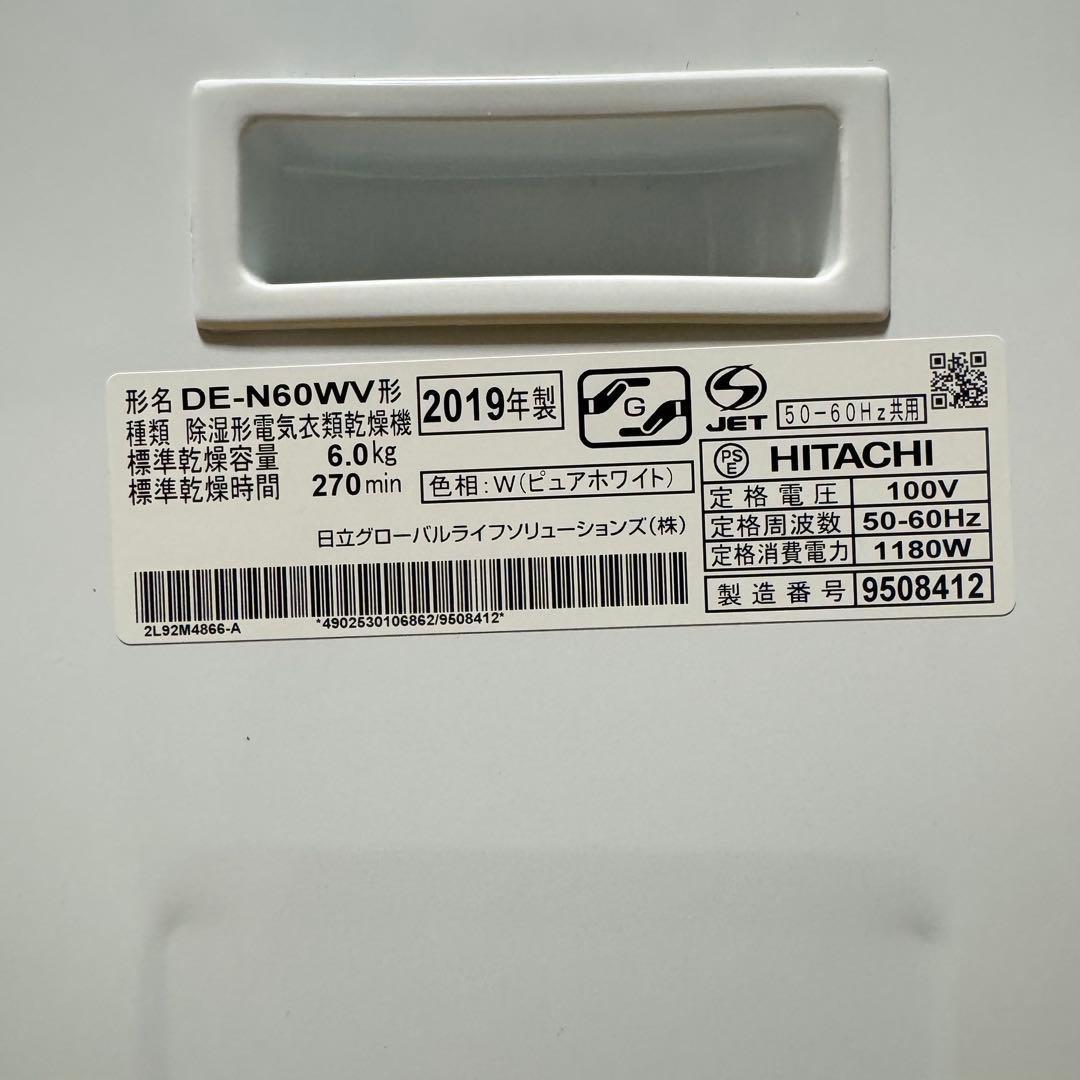 形名 DE-N60WV形
種類 除湿形電気衣類乾燥機
標準乾燥容量 6.0kg
標準乾燥時間 270min
2019年製
G
色相:W(ピュアホワイト)
日立グローバルライフソリューションズ(株)
2L92M4866-A
*4902530106862/9508412*
JET
50-60Hz共用
PS
E
HITACHI
定格電圧 100V
定格周波数 50-60Hz
定格消費電力 1180W
製造番号 9508412